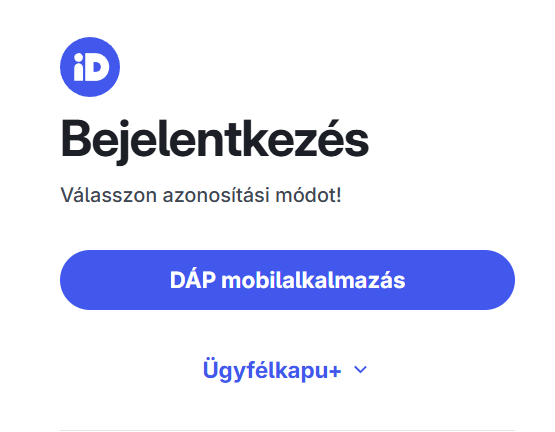 iD
Bejelentkezés
Válasszon azonosítási módot!
DÁP mobilalkalmazás
Ügyfélkapu+